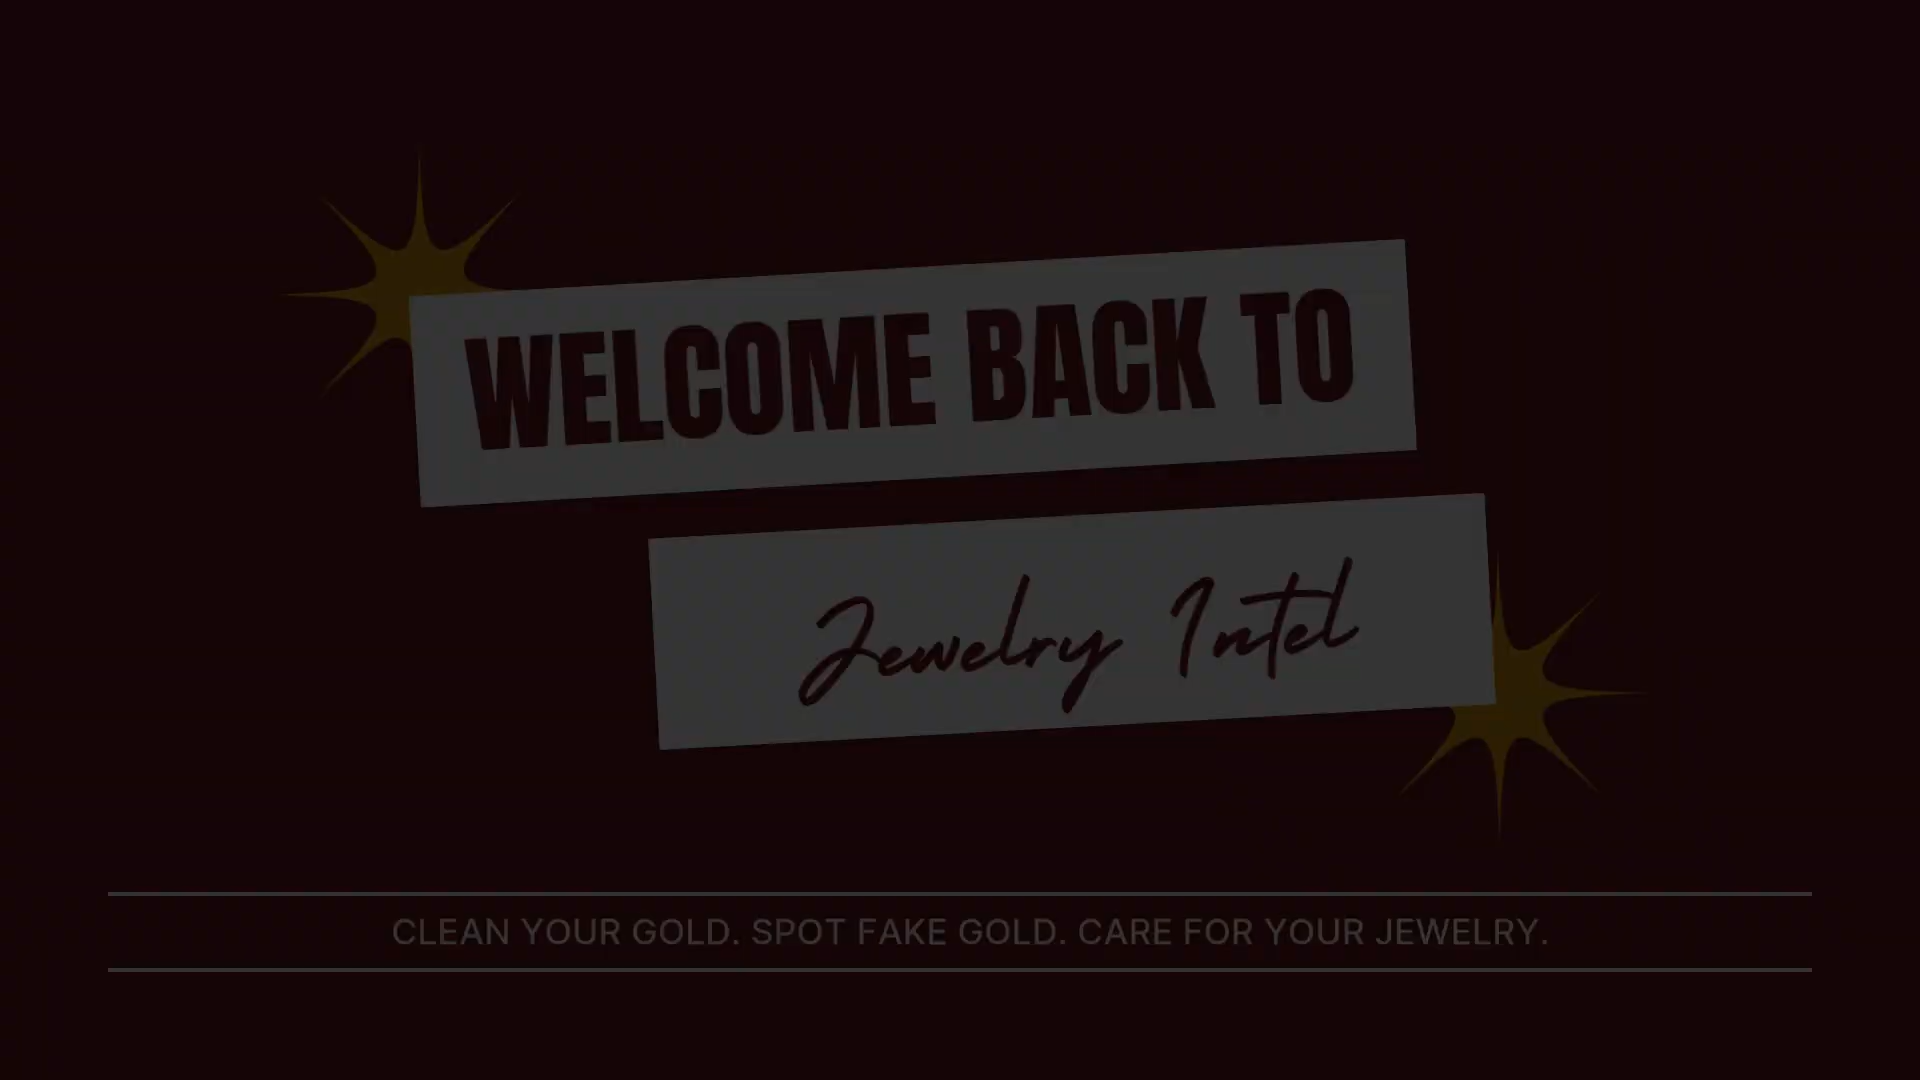 WELCOME BACK TO
Jewelry Intel
CLEAN YOUR GOLD. SPOT FAKE GOLD. CARE FOR YOUR JEWELRY.